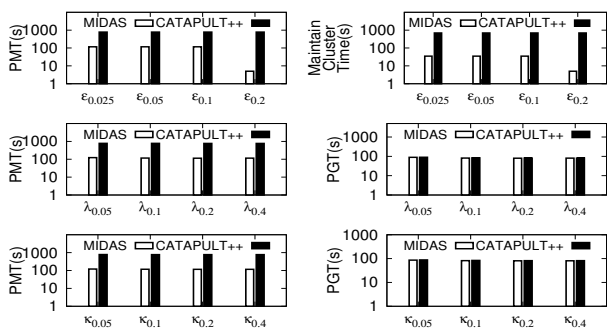 MIDAS CATAPULT++
PMT(s)
1000
100
10
1
ε0.025 ε0.05 ε0.1 ε0.2
MIDAS CATAPULT++
Maintain
Cluster
Time(s)
1000
100
10
1
ε0.025 ε0.05 ε0.1 ε0.2
MIDAS CATAPULT++
PMT(s)
1000
100
10
1
λ0.05 λ0.1 λ0.2 λ0.4
MIDAS CATAPULT++
PGT(s)
1000
100
10
1
λ0.05 λ0.1 λ0.2 λ0.4
MIDAS CATAPULT++
PMT(s)
1000
100
10
1
κ0.05 κ0.1 κ0.2 κ0.4
MIDAS CATAPULT++
PGT(s)
1000
100
10
1
κ0.05 κ0.1 κ0.2 κ0.4